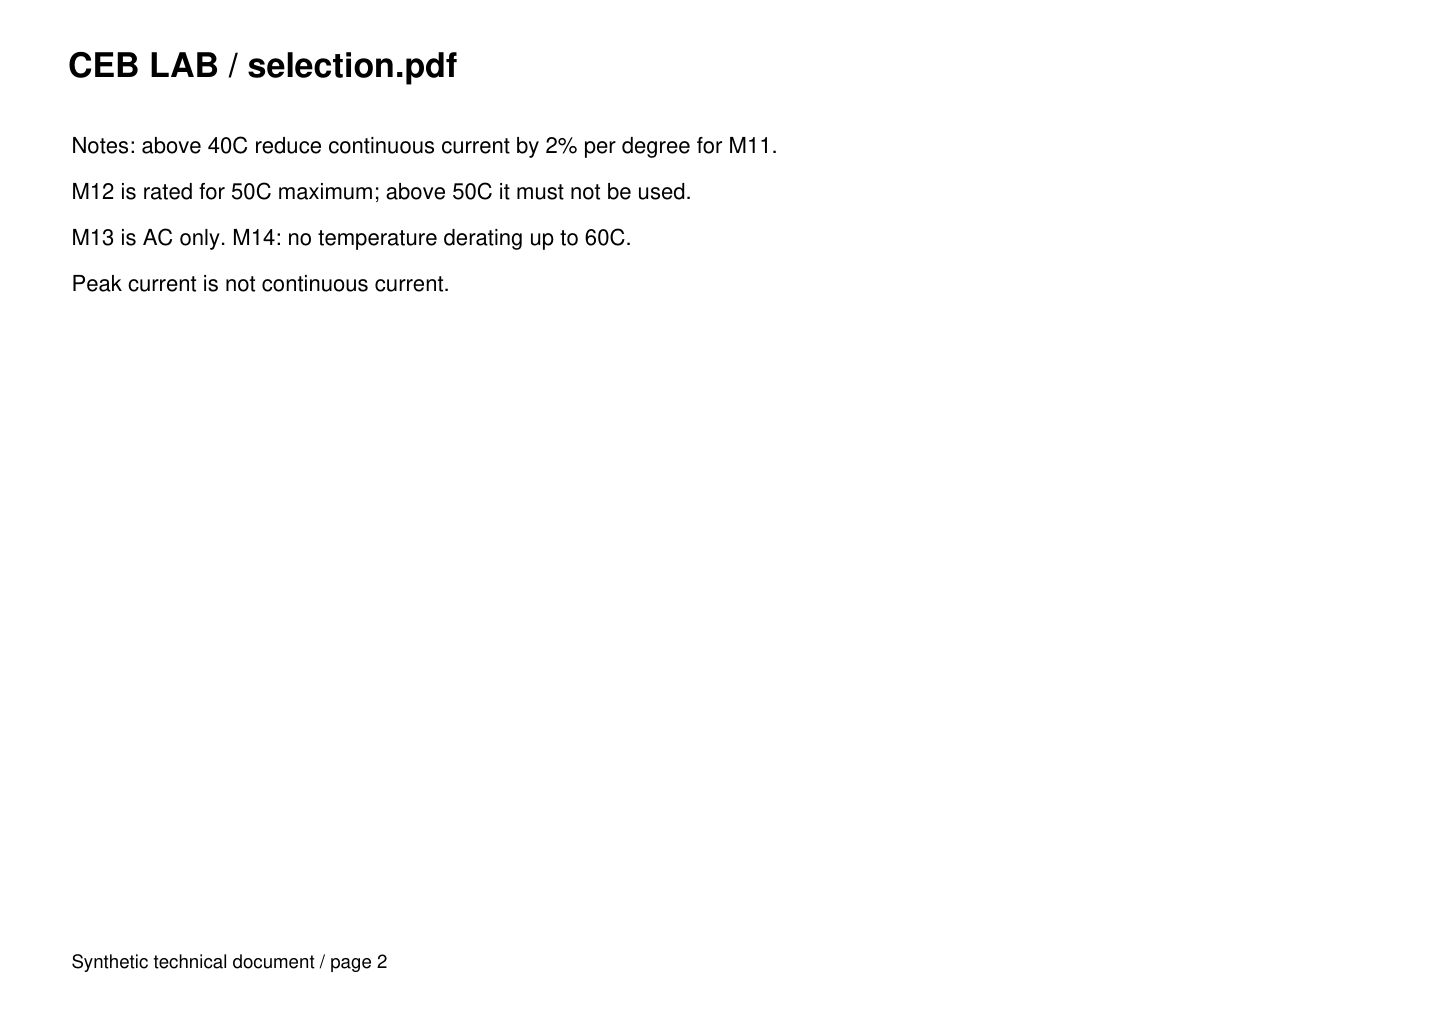 CEB LAB / selection.pdf
Notes: above 40C reduce continuous current by 2% per degree for M11.
M12 is rated for 50C maximum; above 50C it must not be used.
M13 is AC only. M14: no temperature derating up to 60C.
Peak current is not continuous current.
Synthetic technical document / page 2